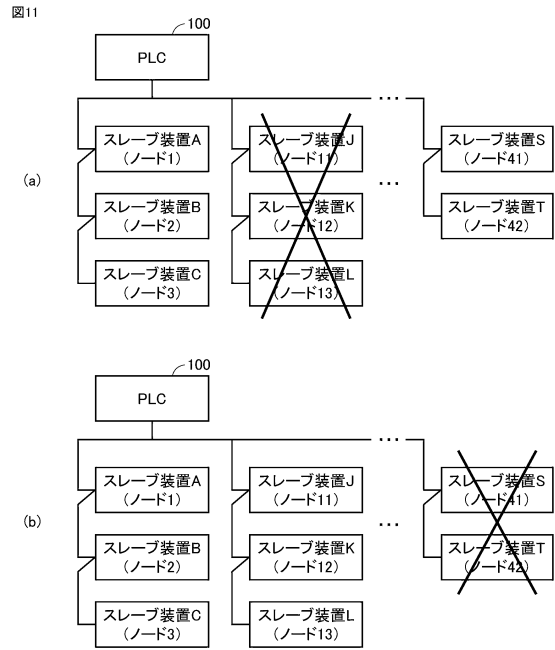 図11
100
PLC
…
(a)
スレーブ装置A
(ノード1)
スレーブ装置J
(ノード11)
スレーブ装置S
(ノード41)
…
スレーブ装置B
(ノード2)
スレーブ装置K
(ノード12)
スレーブ装置T
(ノード42)
スレーブ装置C
(ノード3)
スレーブ装置L
(ノード13)
100
PLC
…
(b)
スレーブ装置A
(ノード1)
スレーブ装置J
(ノード11)
スレーブ装置S
(ノード41)
…
スレーブ装置B
(ノード2)
スレーブ装置K
(ノード12)
スレーブ装置T
(ノード42)
スレーブ装置C
(ノード3)
スレーブ装置L
(ノード13)